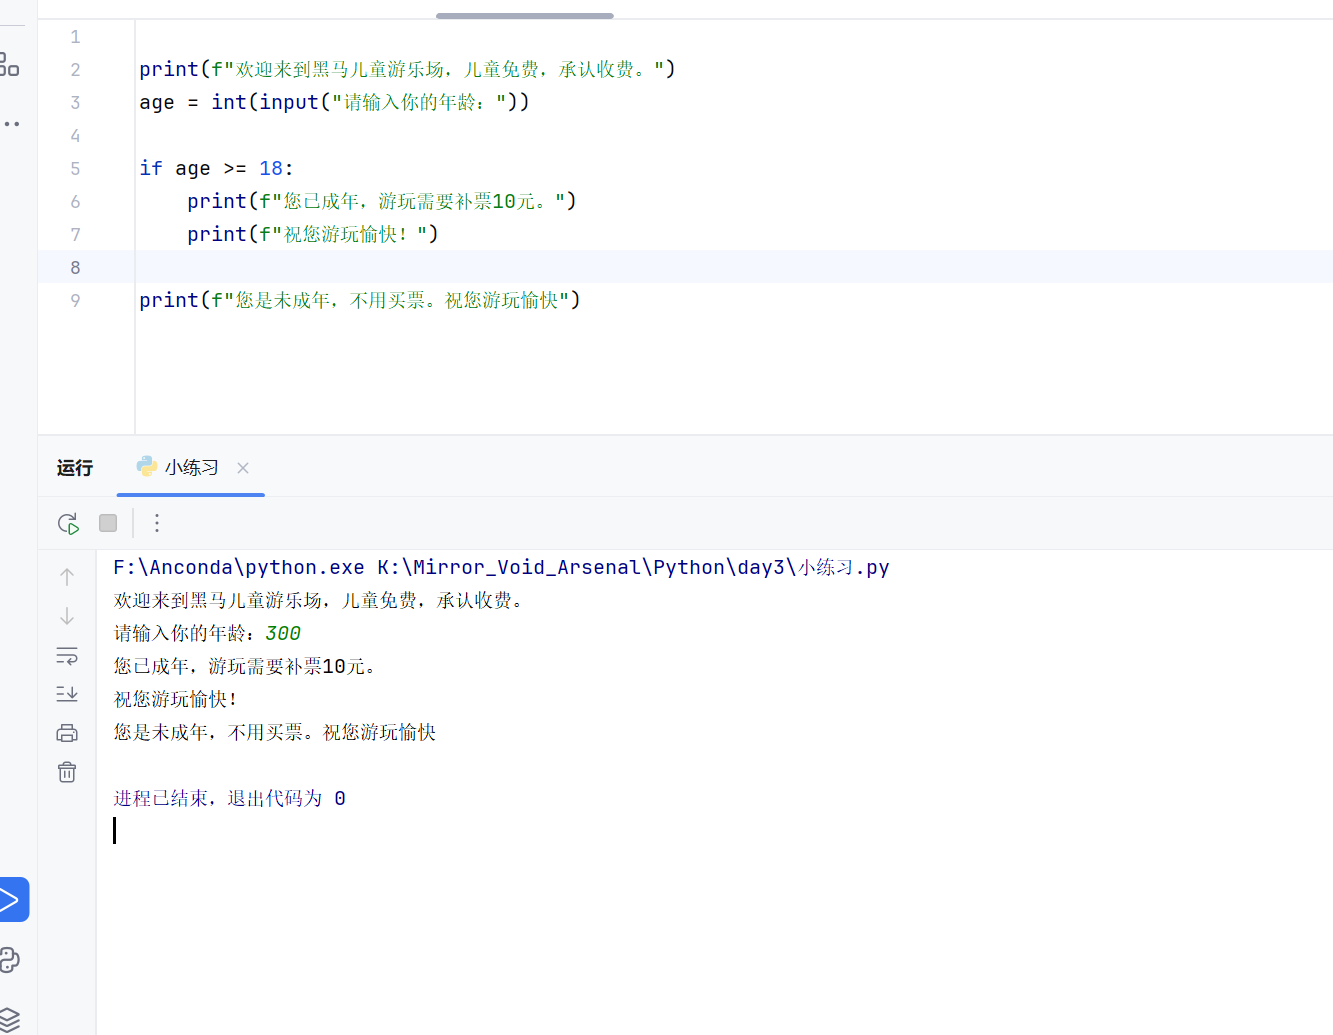 1
2 print(f"欢迎来到黑马儿童游乐场，儿童免费，承认收费。")
3 age = int(input("请输入你的年龄："))
4
5 if age >= 18:
6     print(f"您已成年，游玩需要补票10元。")
7     print(f"祝您游玩愉快！")
8
9 print(f"您是未成年，不用买票。祝您游玩愉快")
运行 小练习
F:\Anconda\python.exe K:\Mirror_Void_Arsenal\Python\day3\小练习.py
欢迎来到黑马儿童游乐场，儿童免费，承认收费。
请输入你的年龄：300
您已成年，游玩需要补票10元。
祝您游玩愉快！
您是未成年，不用买票。祝您游玩愉快
进程已结束，退出代码为 0